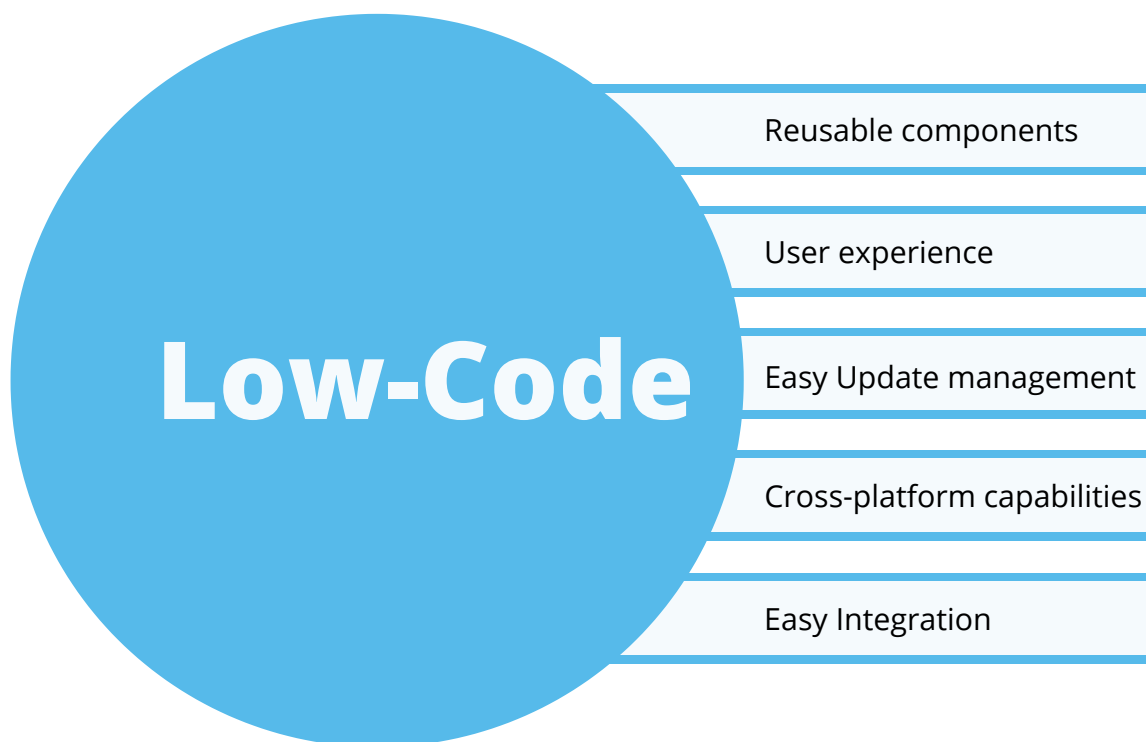 Low-Code
Reusable components
User experience
Easy Update management
Cross-platform capabilities
Easy Integration